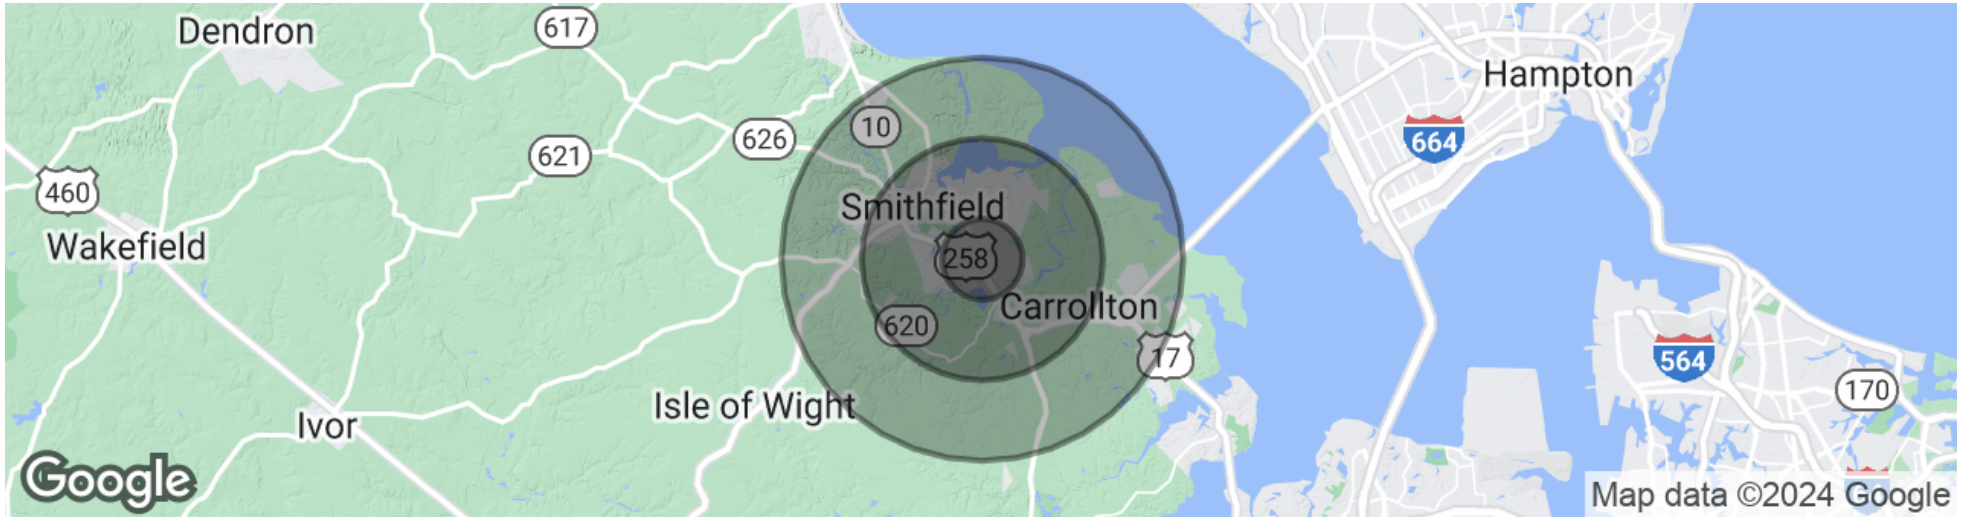 Dendron
617
Hampton
10
626
664
621
460
Smithfield
Wakefield
258
Carrollton
620
17
564
170
Isle of Wight
Ivor
Google
Map data ©2024 Google